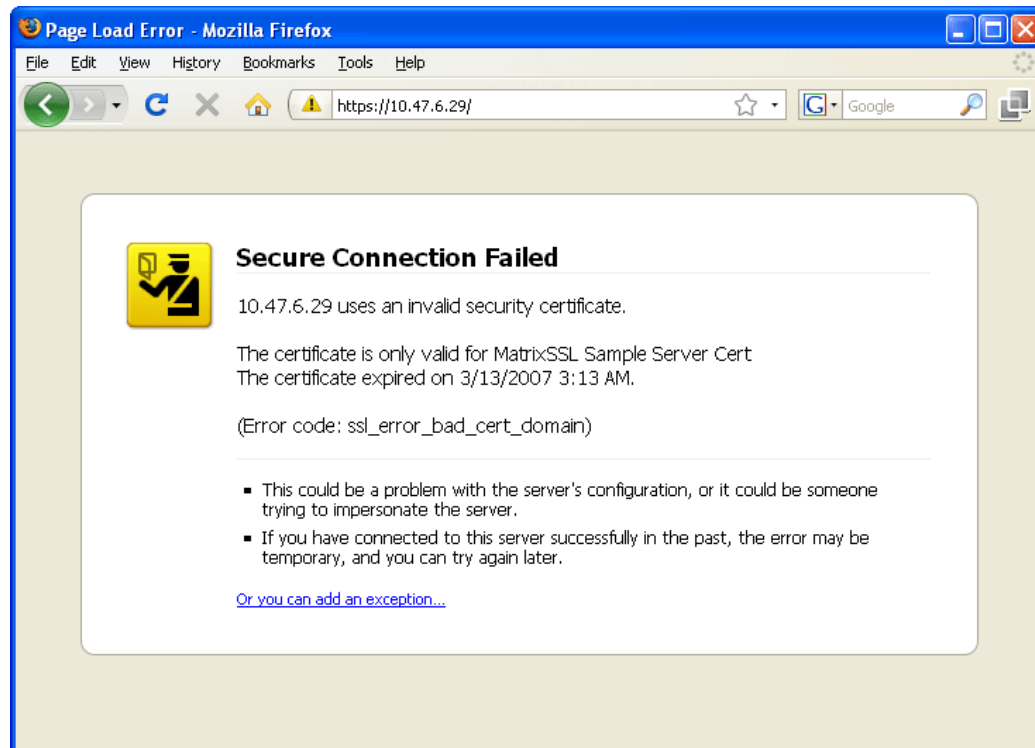 Page Load Error - Mozilla Firefox
File Edit View History Bookmarks Tools Help
https://10.47.6.29/
G Google
Secure Connection Failed
10.47.6.29 uses an invalid security certificate.
The certificate is only valid for MatrixSSL Sample Server Cert
The certificate expired on 3/13/2007 3:13 AM.
(Error code: ssl_error_bad_cert_domain)
▪ This could be a problem with the server's configuration, or it could be someone
trying to impersonate the server.
▪ If you have connected to this server successfully in the past, the error may be
temporary, and you can try again later.
Or you can add an exception...